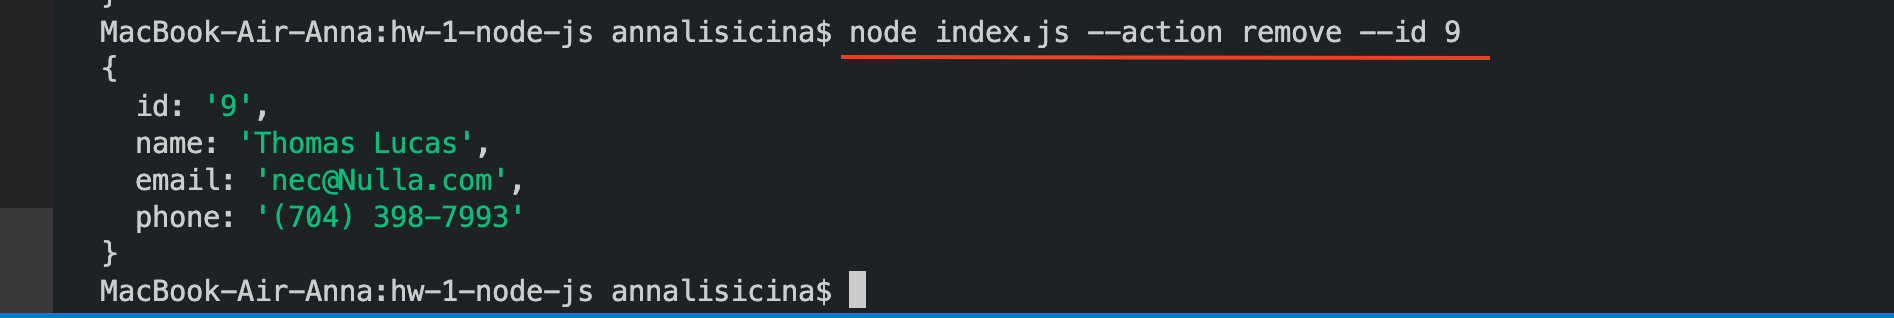 }
MacBook-Air-Anna:hw-1-node-js annalisicina$ node index.js --action remove --id 9
{
  id: '9',
  name: 'Thomas Lucas',
  email: 'nec@Nulla.com',
  phone: '(704) 398-7993'
}
MacBook-Air-Anna:hw-1-node-js annalisicina$